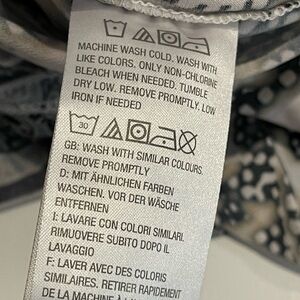 MACHINE WASH COLD. WASH WITH
LIKE COLORS. ONLY NON-CHLORINE
BLEACH WHEN NEEDED. TUMBLE
DRY LOW. REMOVE PROMPTLY. LOW
IRON IF NEEDED
30
GB: WASH WITH SIMILAR COLOURS.
REMOVE PROMPTLY
D: MIT ÄHNLICHEN FARBEN
WASCHEN. VOR DER WÄSCHE
ENTFERNEN
I: LAVARE CON COLORI SIMILARI.
RIMUOVERE SUBITO DOPO IL
LAVAGGIO
F: LAVER AVEC DES COLORIS
SIMILAIRES. RETIRER RAPIDEMENT
DE LA MACHINE À